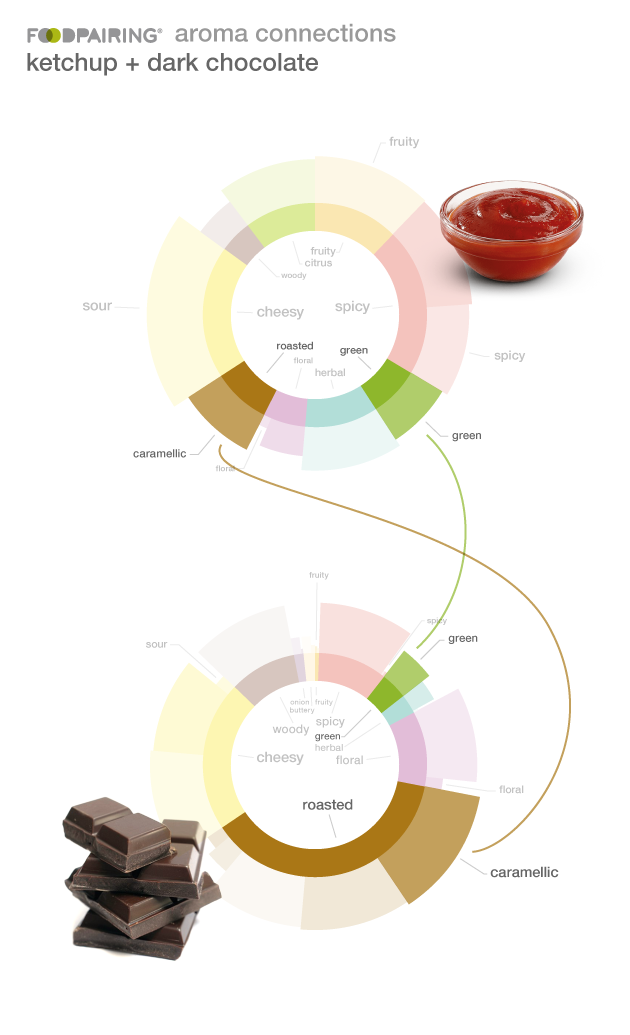 FOODPAIRING® aroma connections
ketchup + dark chocolate
fruity
fruity
citrus
woody
sour
cheesy
spicy
spicy
roasted
green
floral
herbal
green
caramellic
floral
fruity
spicy
green
sour
onion
fruity
buttery
woody
spicy
green
herbal
cheesy
floral
floral
roasted
caramellic